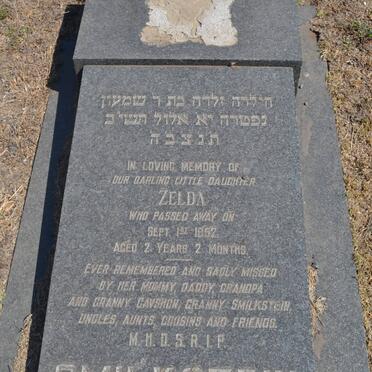 הילדה זלדה בת ר שמעון
נפטרה יא אלול תשי״ב
ת נ צ ב ה
IN LOVING MEMORY OF
OUR DARLING LITTLE DAUGHTER
ZELDA
WHO PASSED AWAY ON
SEPT 1ST 1952
AGED 2 YEARS 2 MONTHS.
EVER REMEMBERED AND SADLY MISSED
BY HER MOMMY, DADDY, GRANDPA
AND GRANNY GAVSHON, GRANNY SMILKSTEIN,
UNCLES, AUNTS, COUSINS AND FRIENDS.
M.H.D.S.R.I.P.